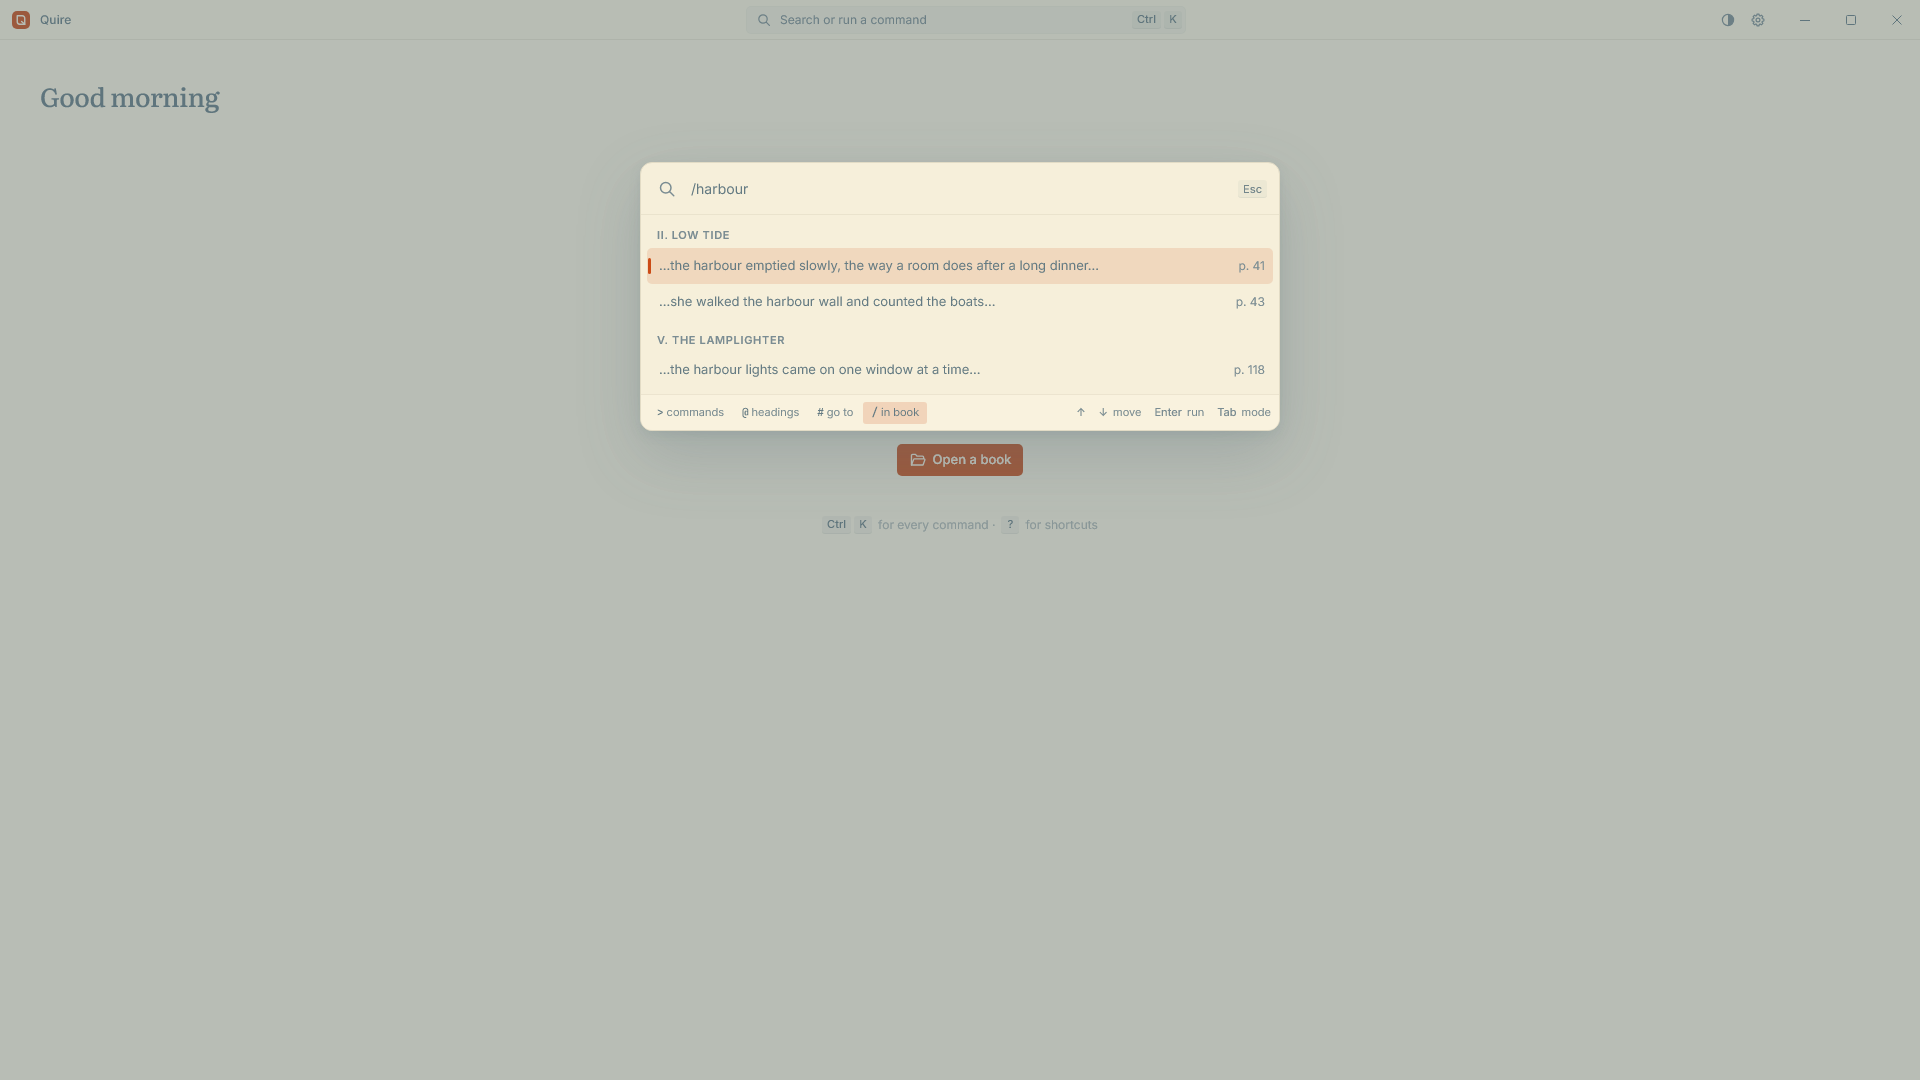 Quire
Search or run a command Ctrl K
Good morning
/harbour Esc
II. LOW TIDE
...the harbour emptied slowly, the way a room does after a long dinner... p. 41
...she walked the harbour wall and counted the boats... p. 43
V. THE LAMPLIGHTER
...the harbour lights came on one window at a time... p. 118
> commands @ headings # go to / in book ↑ ↓ move Enter run Tab mode
Open a book
Ctrl K for every command · ? for shortcuts